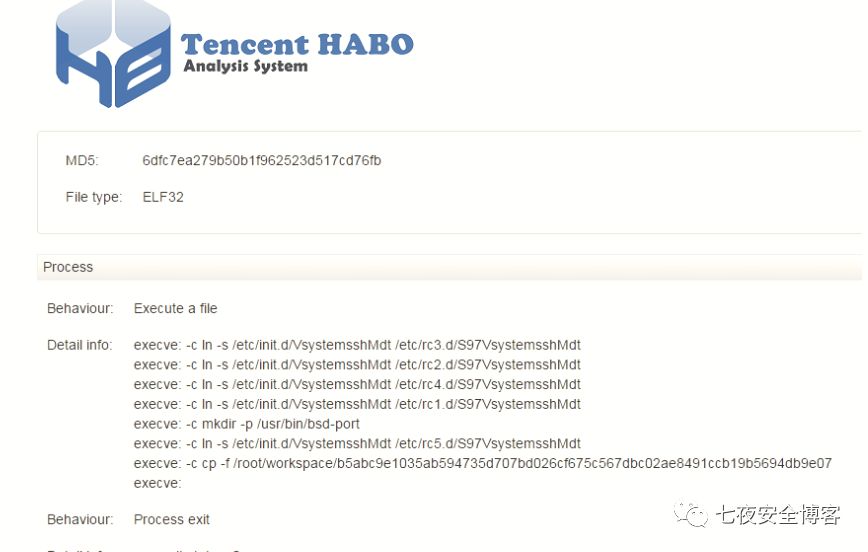 Tencent HABO
Analysis System
MD5: 6dfc7ea279b50b1f962523d517cd76fb
File type: ELF32
Process
Behaviour: Execute a file
Detail info: execve: -c ln -s /etc/init.d/VsystemsshMdt /etc/rc3.d/S97VsystemsshMdt
execve: -c ln -s /etc/init.d/VsystemsshMdt /etc/rc2.d/S97VsystemsshMdt
execve: -c ln -s /etc/init.d/VsystemsshMdt /etc/rc4.d/S97VsystemsshMdt
execve: -c ln -s /etc/init.d/VsystemsshMdt /etc/rc1.d/S97VsystemsshMdt
execve: -c mkdir -p /usr/bin/bsd-port
execve: -c ln -s /etc/init.d/VsystemsshMdt /etc/rc5.d/S97VsystemsshMdt
execve: -c cp -f /root/workspace/b5abc9e1035ab594735d707bd026cf675c567dbc02ae8491ccb19b5694db9e07
execve:
Behaviour: Process exit
七夜安全博客